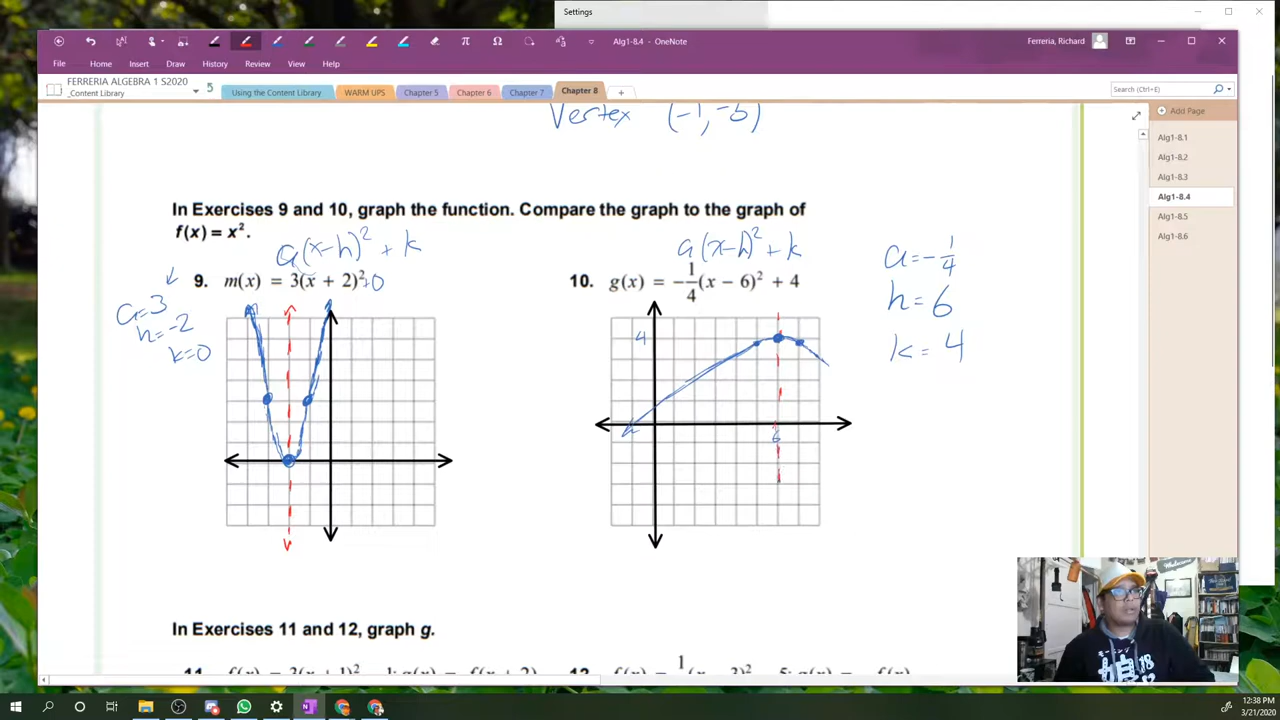 Settings
Alg1-8.4 - OneNote
Ferreria, Richard
File Home Insert Draw History Review View Help
FERRERIA ALGEBRA 1 S2020
_Content Library
5
Using the Content Library WARM UPS Chapter 5 Chapter 6 Chapter 7 Chapter 8 +
Search (Ctrl+E)
Add Page
Alg1-8.1
Alg1-8.2
Alg1-8.3
Alg1-8.4
Alg1-8.5
Alg1-8.6
Vertex (-1, -6)
In Exercises 9 and 10, graph the function. Compare the graph to the graph of
f(x) = x².
a(x-h)² + k
9. m(x) = 3(x + 2)²+0
a=3
h=-2
k=0
a(x-h)² + k
10. g(x) = -1/4(x − 6)² + 4
a=-1/4
h=6
k=4
4
6
In Exercises 11 and 12, graph g.
12:38 PM
3/21/2020